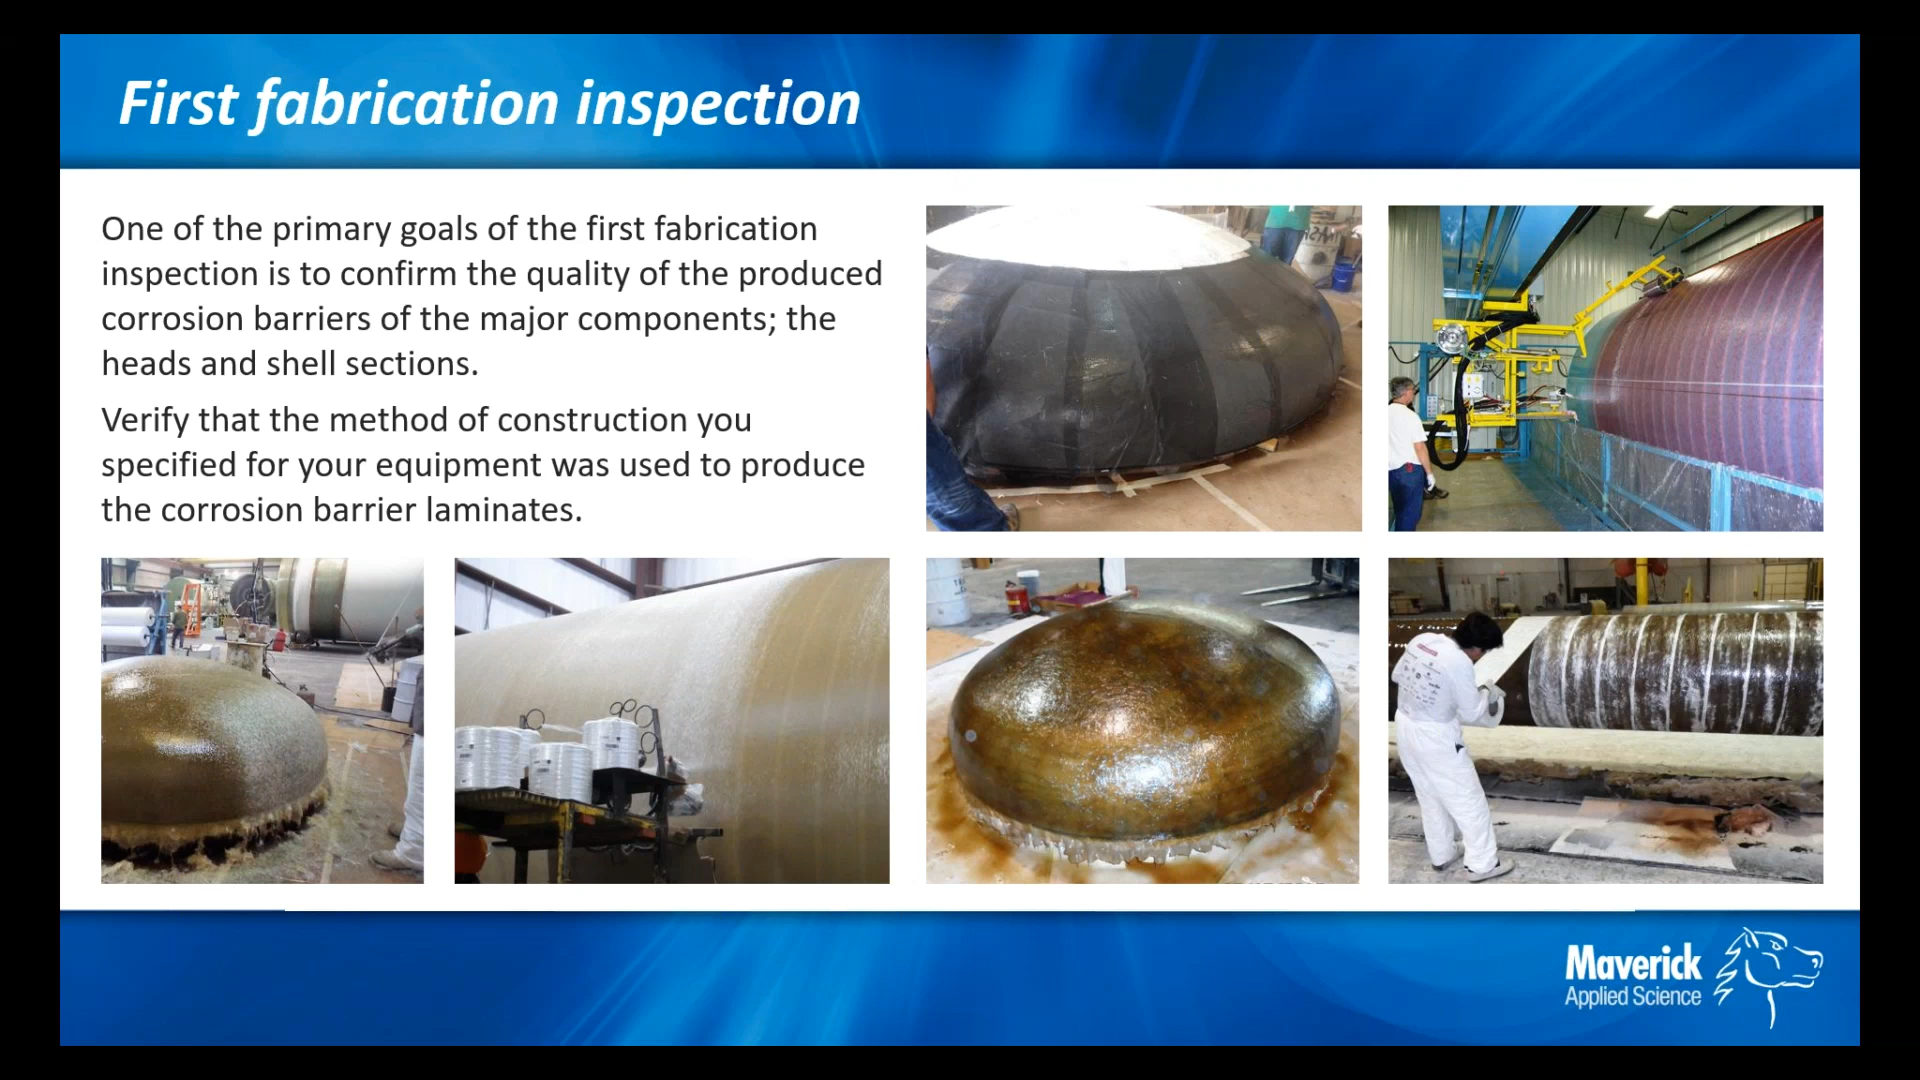 First fabrication inspection
One of the primary goals of the first fabrication
inspection is to confirm the quality of the produced
corrosion barriers of the major components; the
heads and shell sections.
Verify that the method of construction you
specified for your equipment was used to produce
the corrosion barrier laminates.
Maverick
Applied Science